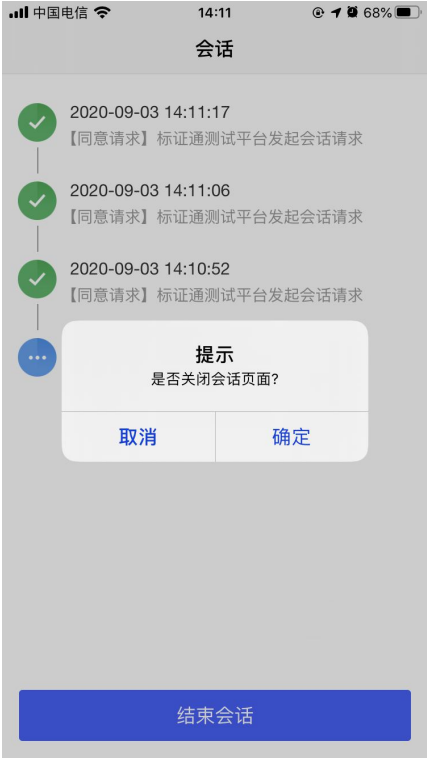 中国电信 14:11 68%
会话
2020-09-03 14:11:17
【同意请求】标证通测试平台发起会话请求
2020-09-03 14:11:06
【同意请求】标证通测试平台发起会话请求
2020-09-03 14:10:52
【同意请求】标证通测试平台发起会话请求
提示
是否关闭会话页面?
取消 确定
结束会话